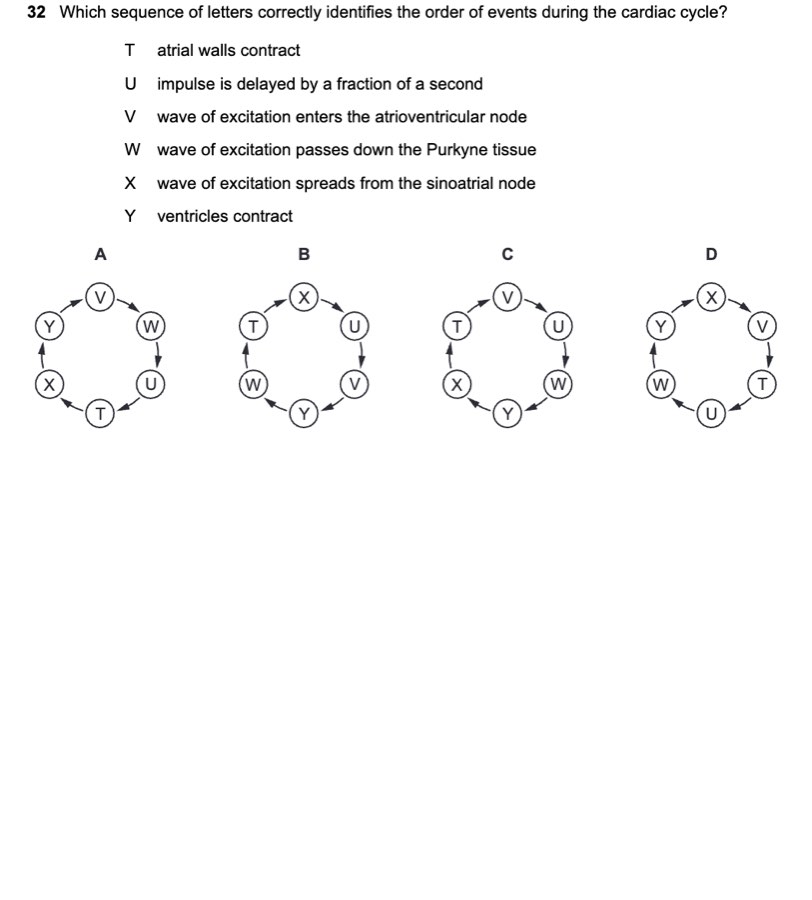 32 Which sequence of letters correctly identifies the order of events during the cardiac cycle?
T atrial walls contract
U impulse is delayed by a fraction of a second
V wave of excitation enters the atrioventricular node
W wave of excitation passes down the Purkyne tissue
X wave of excitation spreads from the sinoatrial node
Y ventricles contract
A B C D
V X V X
Y W T U T U Y V
X U W V X W W T
T Y Y U